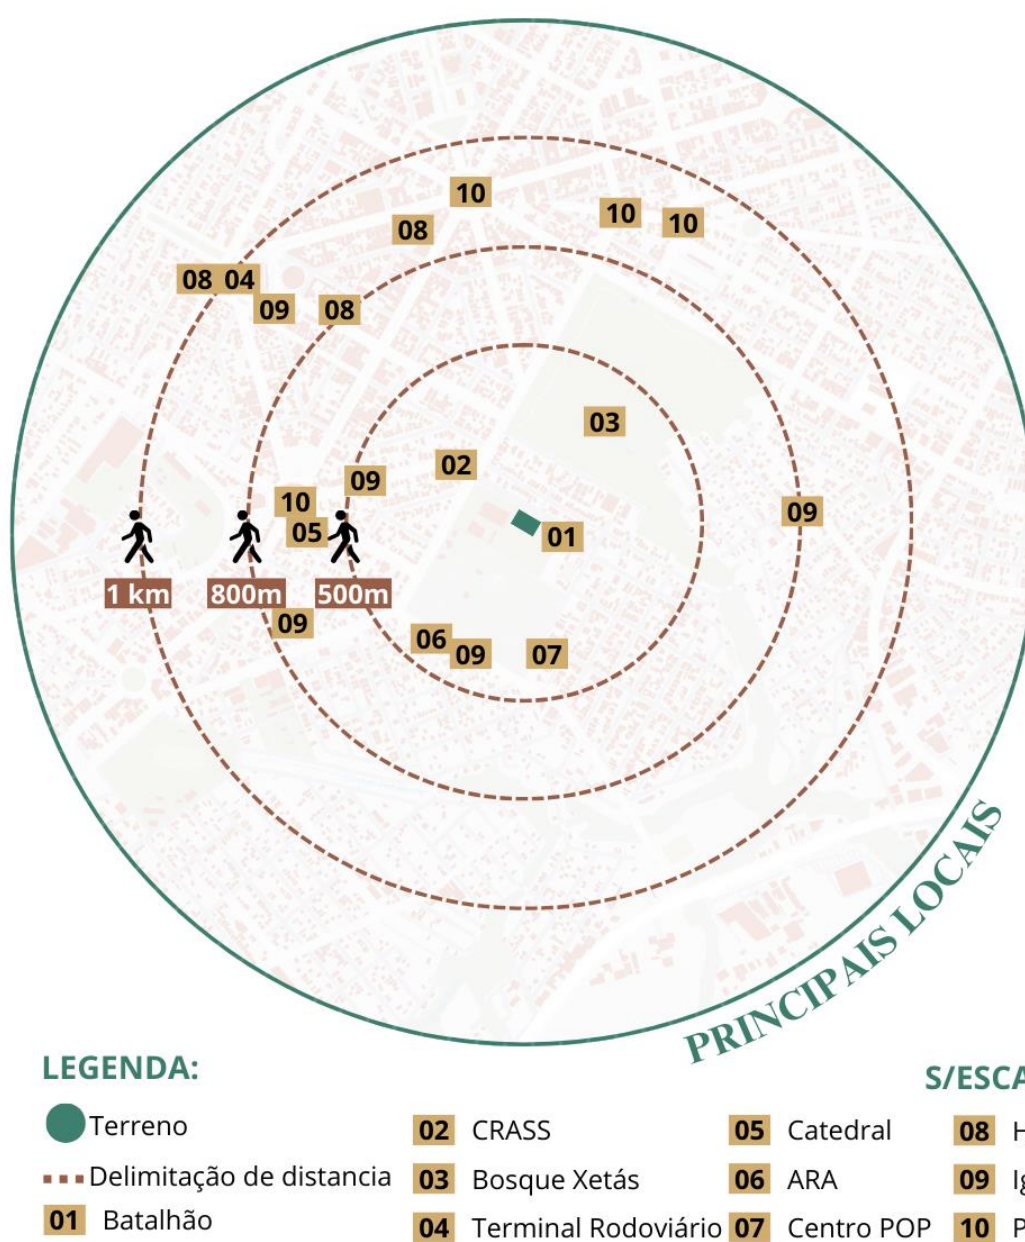 10
10
10
08
08 04
09
08
03
02
09
10
09
05
01
1 km
800m
500m
09
06
09
07
PRINCIPAIS LOCAIS
LEGENDA:
S/ESCA
Terreno
Delimitação de distancia
01 Batalhão
02 CRASS
03 Bosque Xetás
04 Terminal Rodoviário
05 Catedral
06 ARA
07 Centro POP
08 H
09 Ig
10 P